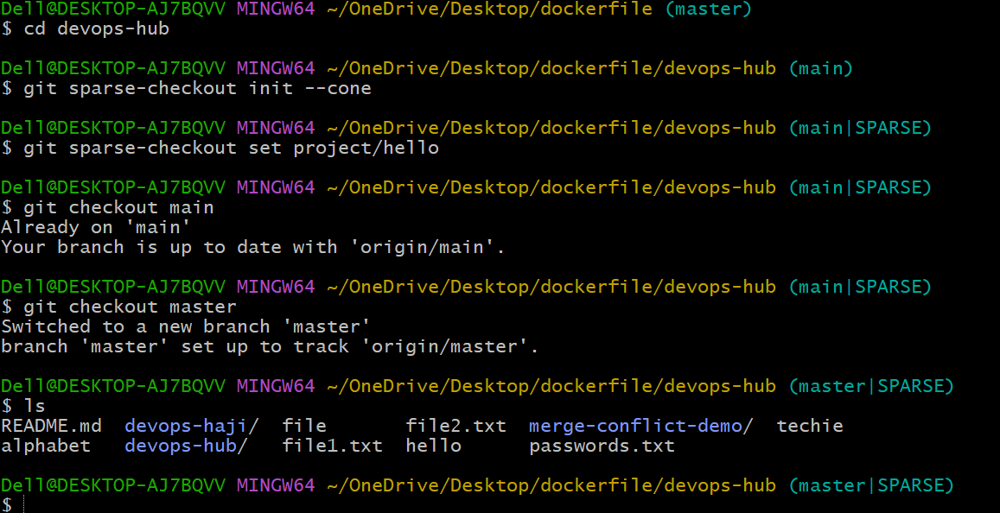 Dell@DESKTOP-AJ7BQVV MINGW64 ~/OneDrive/Desktop/dockerfile (master)
$ cd devops-hub
Dell@DESKTOP-AJ7BQVV MINGW64 ~/OneDrive/Desktop/dockerfile/devops-hub (main)
$ git sparse-checkout init --cone
Dell@DESKTOP-AJ7BQVV MINGW64 ~/OneDrive/Desktop/dockerfile/devops-hub (main|SPARSE)
$ git sparse-checkout set project/hello
Dell@DESKTOP-AJ7BQVV MINGW64 ~/OneDrive/Desktop/dockerfile/devops-hub (main|SPARSE)
$ git checkout main
Already on 'main'
Your branch is up to date with 'origin/main'.
Dell@DESKTOP-AJ7BQVV MINGW64 ~/OneDrive/Desktop/dockerfile/devops-hub (main|SPARSE)
$ git checkout master
Switched to a new branch 'master'
branch 'master' set up to track 'origin/master'.
Dell@DESKTOP-AJ7BQVV MINGW64 ~/OneDrive/Desktop/dockerfile/devops-hub (master|SPARSE)
$ ls
README.md  devops-haji/  file       file2.txt  merge-conflict-demo/  techie
alphabet   devops-hub/   file1.txt  hello      passwords.txt
Dell@DESKTOP-AJ7BQVV MINGW64 ~/OneDrive/Desktop/dockerfile/devops-hub (master|SPARSE)
$